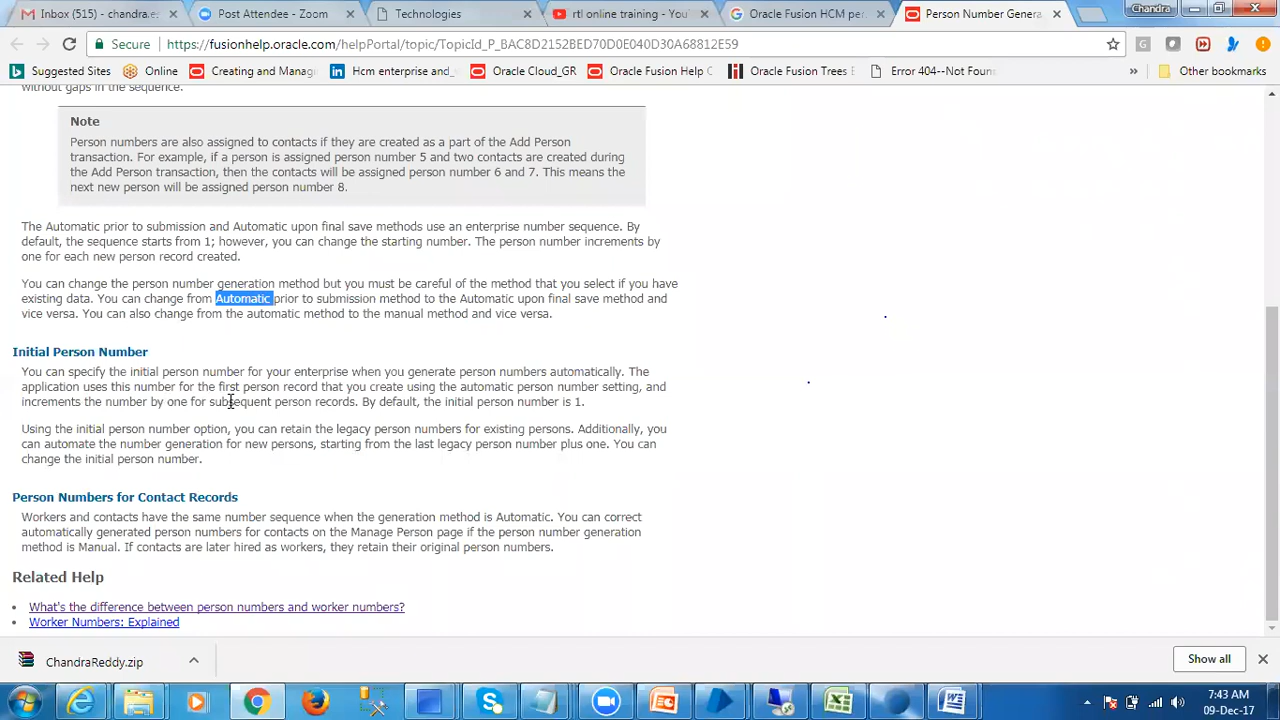 Inbox (515) - chandra.e
Post Attendee - Zoom
Technologies
rtl online training - You
Oracle Fusion HCM per
Person Number Genera
Chandra
Secure
https://fusionhelp.oracle.com/helpPortal/topic/TopicId_P_BAC8D2152BED70D0E040D30A68812E59
Suggested Sites
Online
Creating and Manag
Hcm enterprise and
Oracle Cloud_GR
Oracle Fusion Help C
Oracle Fusion Trees E
Error 404--Not Foun
Other bookmarks
without gaps in the sequence.
Note
Person numbers are also assigned to contacts if they are created as a part of the Add Person
transaction. For example, if a person is assigned person number 5 and two contacts are created during
the Add Person transaction, then the contacts will be assigned person number 6 and 7. This means the
next new person will be assigned person number 8.
The Automatic prior to submission and Automatic upon final save methods use an enterprise number sequence. By
default, the sequence starts from 1; however, you can change the starting number. The person number increments by
one for each new person record created.
You can change the person number generation method but you must be careful of the method that you select if you have
existing data. You can change from Automatic prior to submission method to the Automatic upon final save method and
vice versa. You can also change from the automatic method to the manual method and vice versa.
Initial Person Number
You can specify the initial person number for your enterprise when you generate person numbers automatically. The
application uses this number for the first person record that you create using the automatic person number setting, and
increments the number by one for subsequent person records. By default, the initial person number is 1.
Using the initial person number option, you can retain the legacy person numbers for existing persons. Additionally, you
can automate the number generation for new persons, starting from the last legacy person number plus one. You can
change the initial person number.
Person Numbers for Contact Records
Workers and contacts have the same number sequence when the generation method is Automatic. You can correct
automatically generated person numbers for contacts on the Manage Person page if the person number generation
method is Manual. If contacts are later hired as workers, they retain their original person numbers.
Related Help
What's the difference between person numbers and worker numbers?
Worker Numbers: Explained
ChandraReddy.zip
Show all
7:43 AM
09-Dec-17